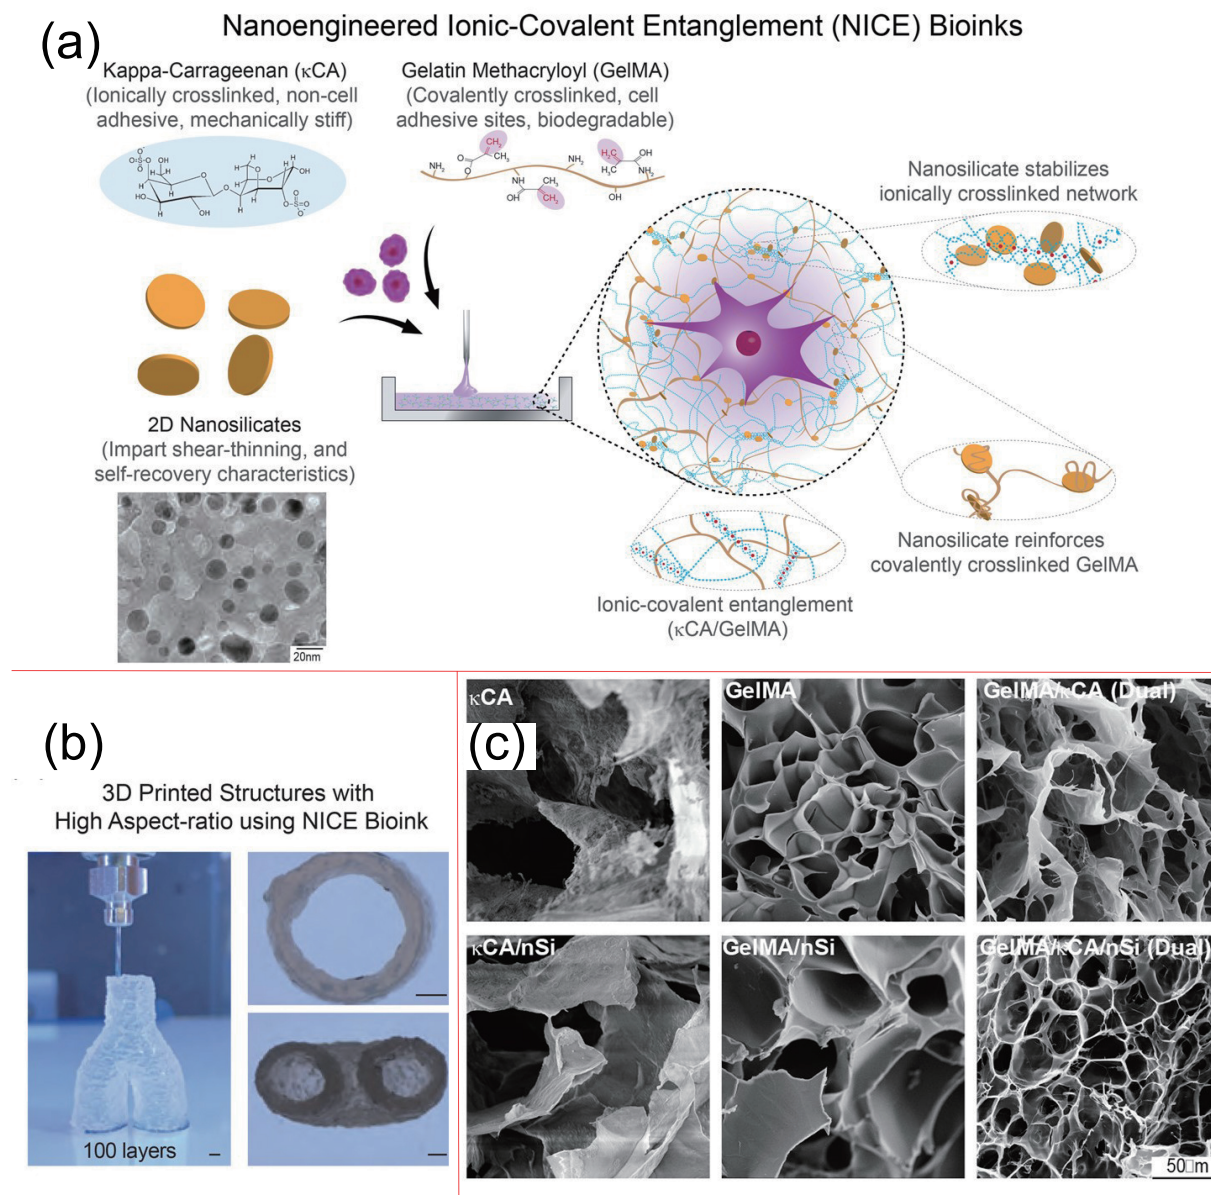 (a)
Nanoengineered Ionic-Covalent Entanglement (NICE) Bioinks
Kappa-Carrageenan (κCA)
(Ionically crosslinked, non-cell
adhesive, mechanically stiff)
Gelatin Methacryloyl (GelMA)
(Covalently crosslinked, cell
adhesive sites, biodegradable)
Nanosilicate stabilizes
ionically crosslinked network
2D Nanosilicates
(Impart shear-thinning, and
self-recovery characteristics)
20nm
Nanosilicate reinforces
covalently crosslinked GelMA
Ionic-covalent entanglement
(κCA/GelMA)
(b)
3D Printed Structures with
High Aspect-ratio using NICE Bioink
100 layers
(c)
κCA
GelMA
GelMA/κCA (Dual)
κCA/nSi
GelMA/nSi
GelMA/κCA/nSi (Dual)
50□m